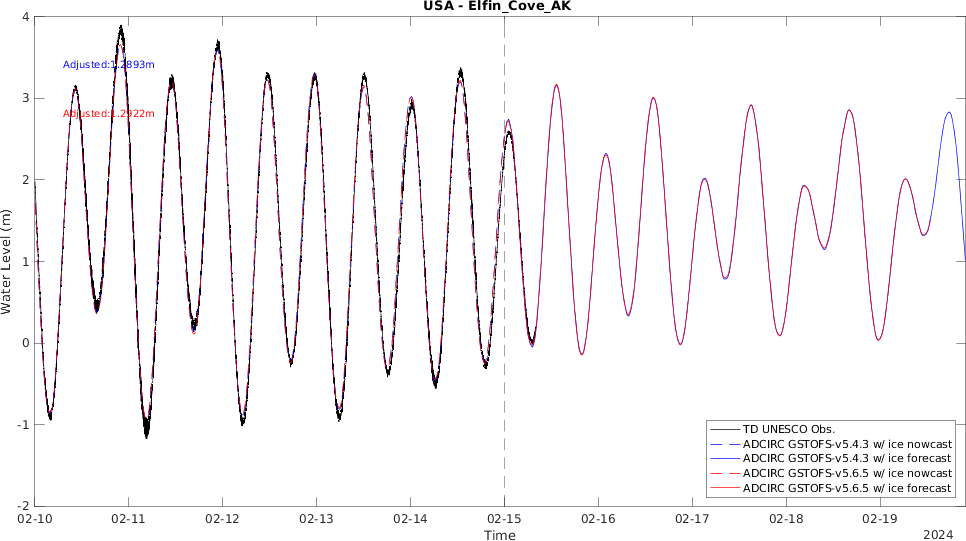 USA - Elfin_Cove_AK
4
3
2
1
0
-1
-2
Water Level (m)
Adjusted:1.2893m
Adjusted:1.2922m
TD UNESCO Obs.
ADCIRC GSTOFS-v5.4.3 w/ ice nowcast
ADCIRC GSTOFS-v5.4.3 w/ ice forecast
ADCIRC GSTOFS-v5.6.5 w/ ice nowcast
ADCIRC GSTOFS-v5.6.5 w/ ice forecast
02-10 02-11 02-12 02-13 02-14 02-15 02-16 02-17 02-18 02-19
Time
2024